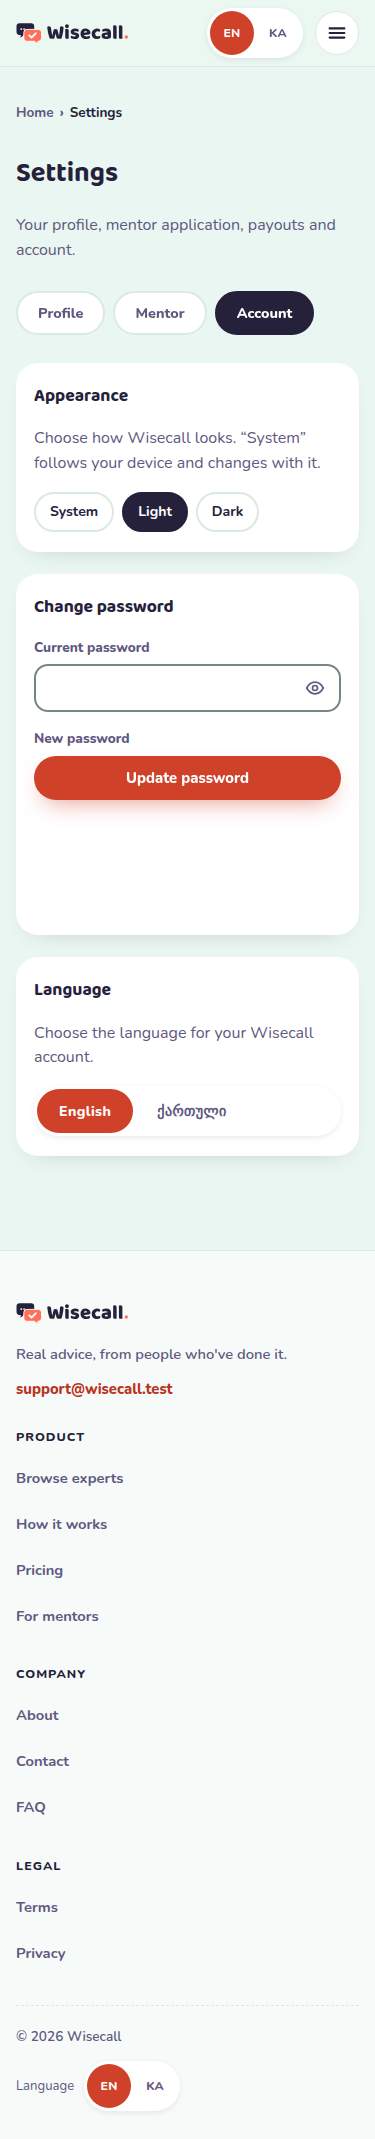 Wisecall.
EN KA
Home › Settings
Settings
Your profile, mentor application, payouts and
account.
Profile Mentor Account
Appearance
Choose how Wisecall looks. “System”
follows your device and changes with it.
System Light Dark
Change password
Current password
New password
Update password
Language
Choose the language for your Wisecall
account.
English ქართული
Wisecall.
Real advice, from people who've done it.
support@wisecall.test
PRODUCT
Browse experts
How it works
Pricing
For mentors
COMPANY
About
Contact
FAQ
LEGAL
Terms
Privacy
© 2026 Wisecall
Language EN KA